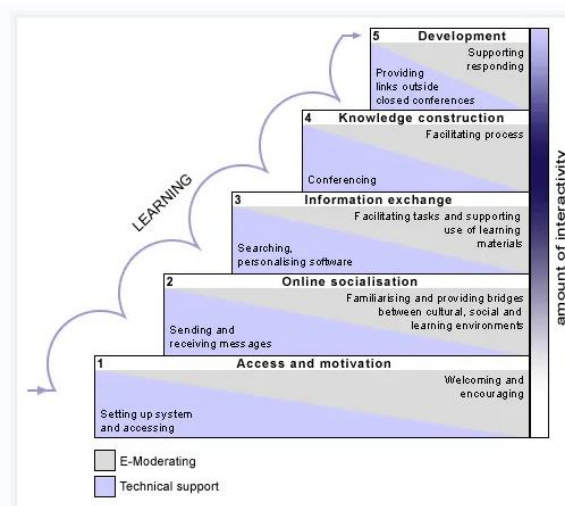 5 Development
Supporting
responding
Providing
links outside
closed conferences
4 Knowledge construction
Facilitating process
Conferencing
3 Information exchange
Facilitating tasks and supporting
use of learning
materials
Searching,
personalising software
2 Online socialisation
Familiarising and providing bridges
between cultural, social and
learning environments
Sending and
receiving messages
1 Access and motivation
Welcoming and
encouraging
Setting up system
and accessing
LEARNING
amount of interactivity
E-Moderating
Technical support